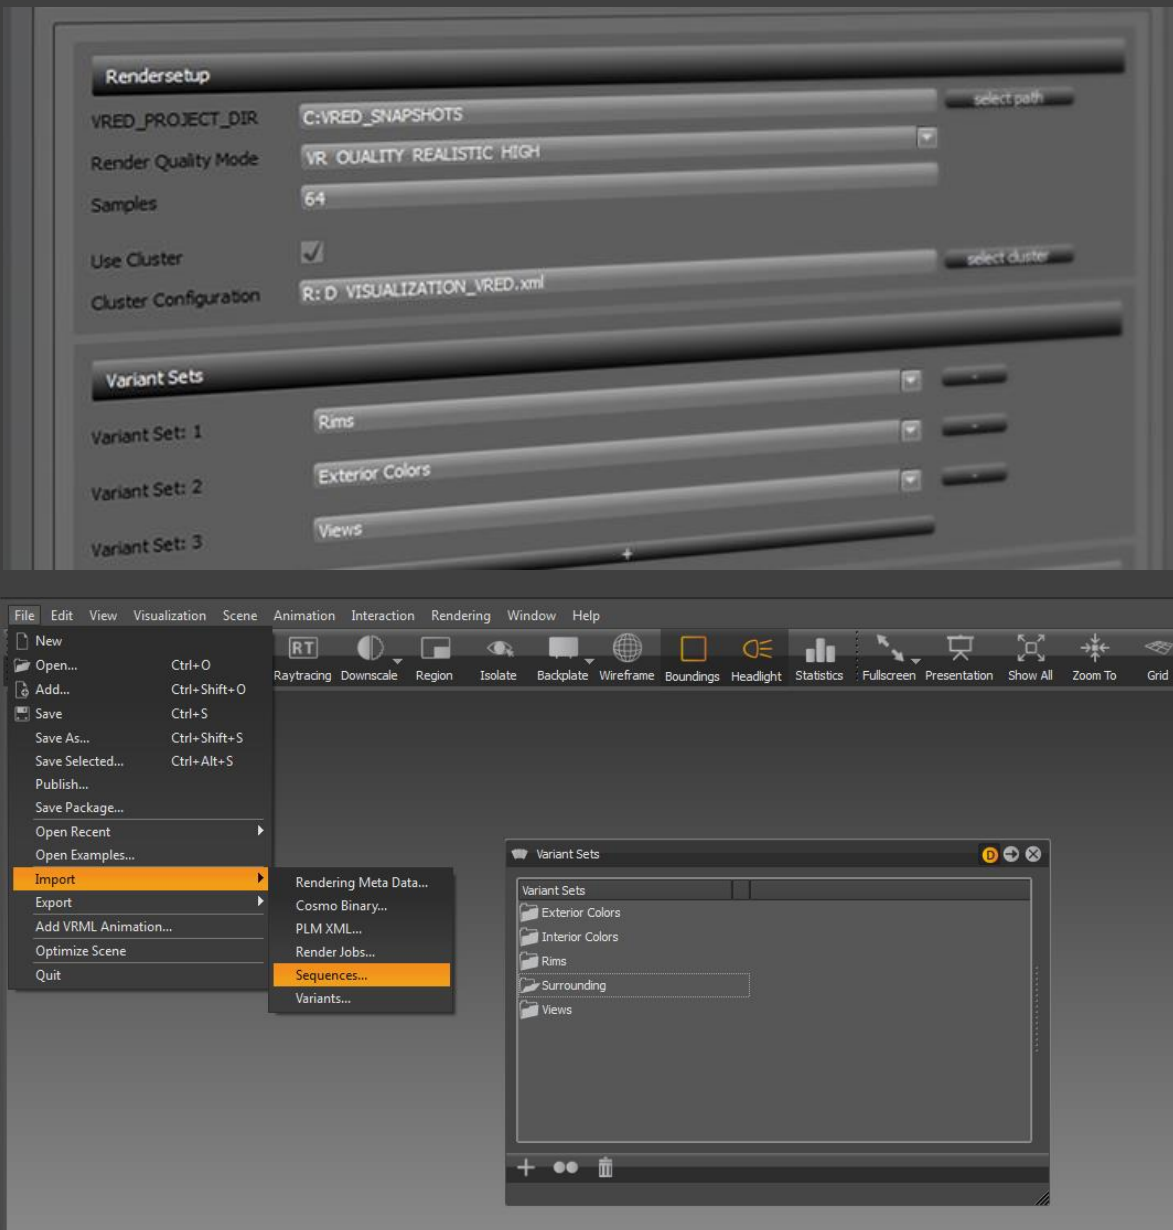 Rendersetup
VRED_PROJECT_DIR C:VRED_SNAPSHOTS select path
Render Quality Mode VR QUALITY REALISTIC HIGH
Samples 64
Use Cluster
Cluster Configuration R: D VISUALIZATION_VRED.xml select cluster
Variant Sets
Variant Set: 1 Rims -
Variant Set: 2 Exterior Colors -
Variant Set: 3 Views -
+
File Edit View Visualization Scene Animation Interaction Rendering Window Help
RT
Raytracing Downscale Region Isolate Backplate Wireframe Boundings Headlight Statistics Fullscreen Presentation Show All Zoom To Grid
New
Open... Ctrl+O
Add... Ctrl+Shift+O
Save Ctrl+S
Save As... Ctrl+Shift+S
Save Selected... Ctrl+Alt+S
Publish...
Save Package...
Open Recent
Open Examples...
Import
Export
Add VRML Animation...
Optimize Scene
Quit
Rendering Meta Data...
Cosmo Binary...
PLM XML...
Render Jobs...
Sequences...
Variants...
Variant Sets D
Variant Sets
Exterior Colors
Interior Colors
Rims
Surrounding
Views